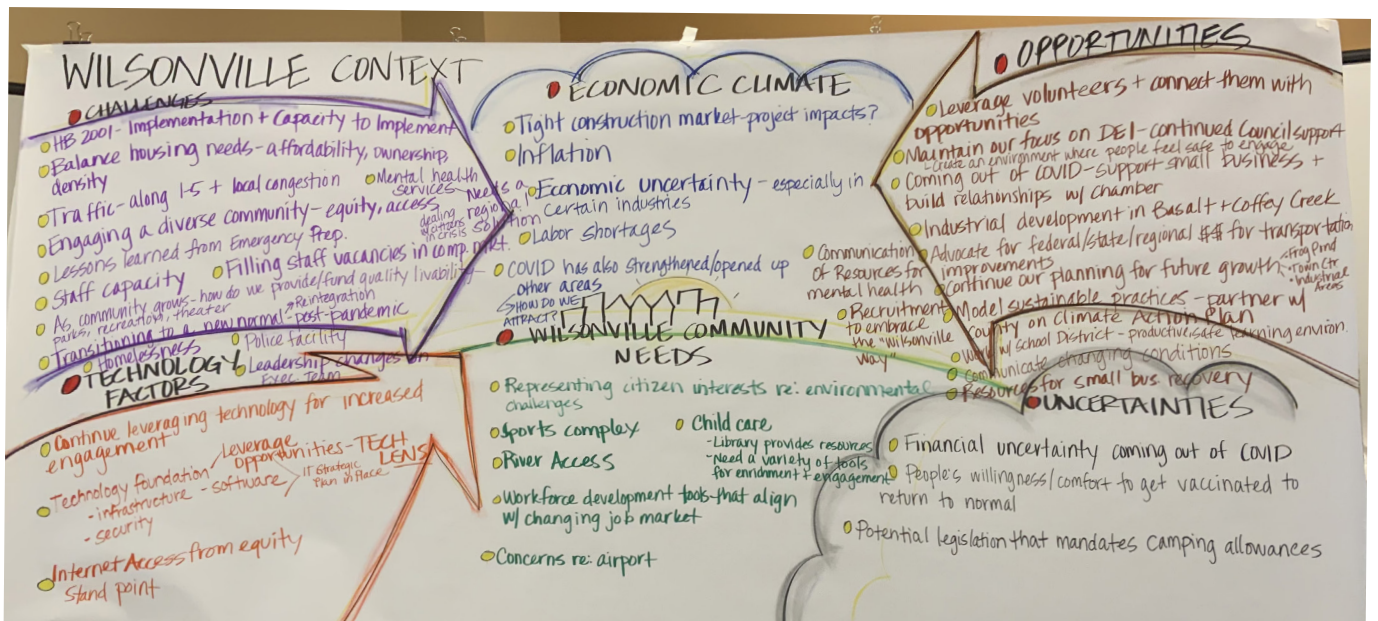 WILSONVILLE CONTEXT
CHALLENGES
HB 2001- Implementation + Capacity to Implement
Balance housing needs-affordability, ownership,
density
Mental health
services
Needs a
regional
solution
dealing
w/citizens
in crisis
Traffic-along I-5 + local congestion
Engaging a diverse community-equity, access
Lessons learned from Emergency Prep.
Staff capacity
Filling staff vacancies in comp. mrkt.
As community grows-how do we provide/fund quality livability-
parks, recreation, theater
Reintegration
Transitioning to a new normal-post-pandemic
Homelessness
Police facility
Leadership changes on
Exec. Team
ECONOMIC CLIMATE
Tight construction market-project impacts?
Inflation
Economic uncertainty - especially in
Certain industries
Labor shortages
COVID has also strengthened/opened up
other areas
HOW DO WE
ATTRACT?
OPPORTUNITIES
Leverage volunteers + connect them with
opportunities
Maintain our focus on DEI-continued Council support
-Create an environment where people feel safe to engage
Coming out of COVID-support small business +
build relationships w/ chamber
Industrial development in Basalt + Coffey Creek
Advocate for federal/state/regional $$ for transportation
improvements
Continue our planning for future growth
•Frog Pond
•Town Ctr
•Industrial
Areas
Model sustainable practices - partner w/
County on Climate Action Plan
Work w/ School District - productive, safe learning environ.
Communicate changing conditions
Resources for small bus recovery
Communication
of Resources for
mental health
Recruitment
to embrace
the "Wilsonville
Way"
TECHNOLOGY
FACTORS
Continue leveraging technology for increased
engagement
Technology foundation
- infrastructure - software
- security
Leverage
opportunities-TECH
LENS
IT Strategic
Plan in Place
Internet Access from equity
Stand point
WILSONVILLE COMMUNITY
NEEDS
Representing citizen interests re: environmental
challenges
Sports complex
River Access
Workforce development tools-that align
w/ changing job market
Concerns re: airport
Child care
-Library provides resources
-Need a variety of tools
for enrichment + engagement
UNCERTAINTIES
Financial uncertainty coming out of COVID
People's willingness/comfort to get vaccinated to
return to normal
Potential legislation that mandates camping allowances